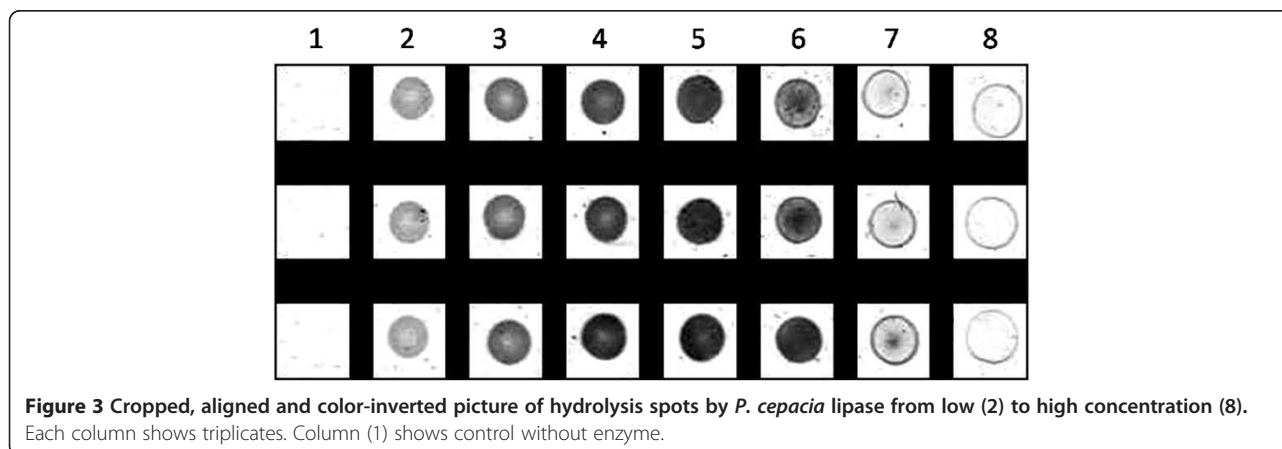 1 2 3 4 5 6 7 8
Figure 3 Cropped, aligned and color-inverted picture of hydrolysis spots by P. cepacia lipase from low (2) to high concentration (8).
Each column shows triplicates. Column (1) shows control without enzyme.